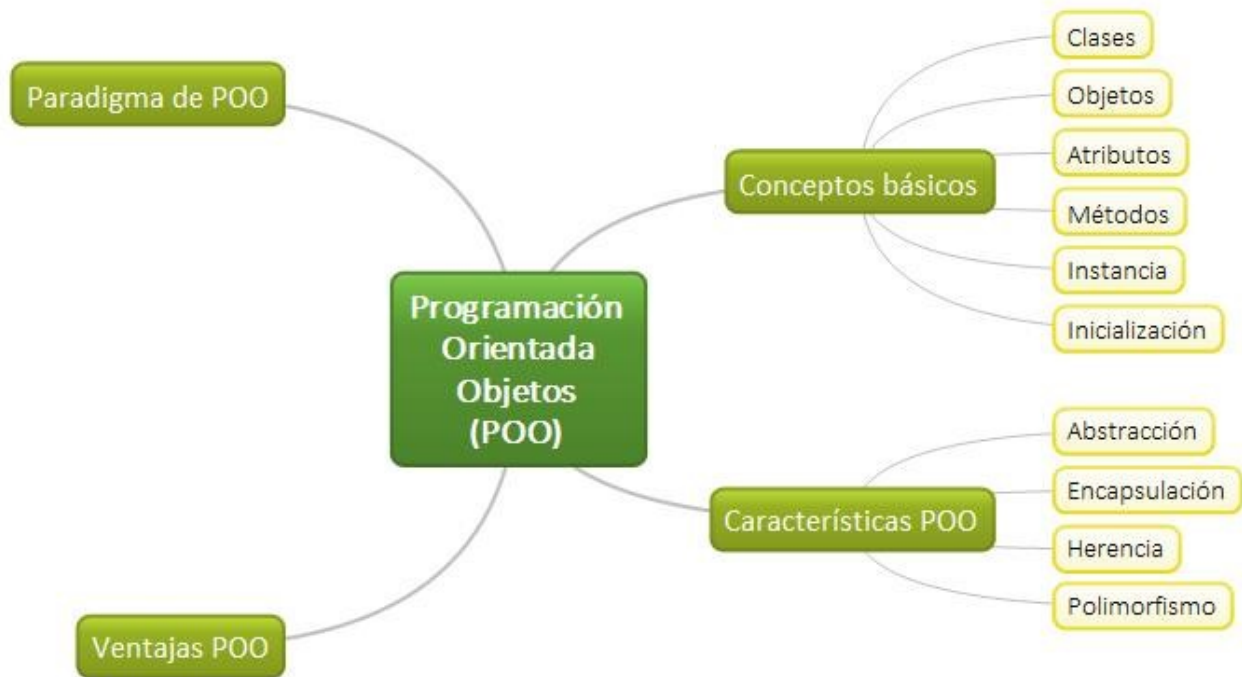 Paradigma de POO
Programación
Orientada
Objetos
(POO)
Ventajas POO
Conceptos básicos
Clases
Objetos
Atributos
Métodos
Instancia
Inicialización
Características POO
Abstracción
Encapsulación
Herencia
Polimorfismo